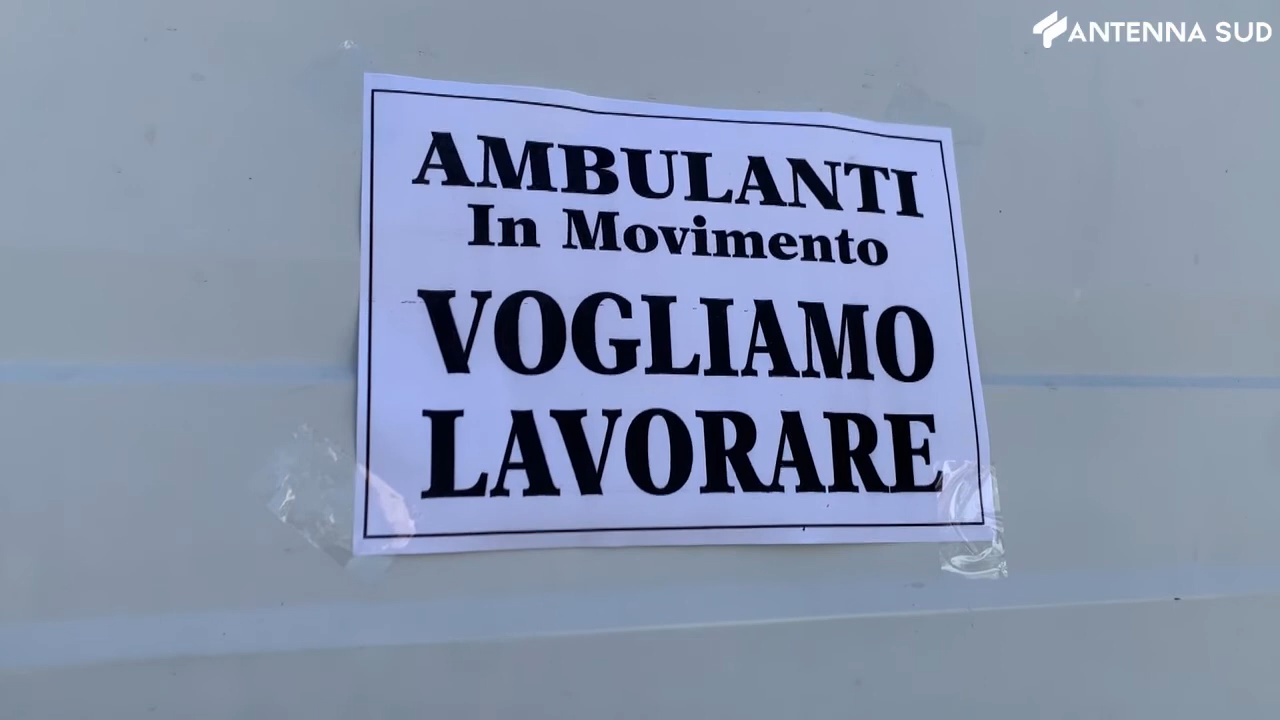 ANTENNA SUD
AMBULANTI
In Movimento
VOGLIAMO
LAVORARE